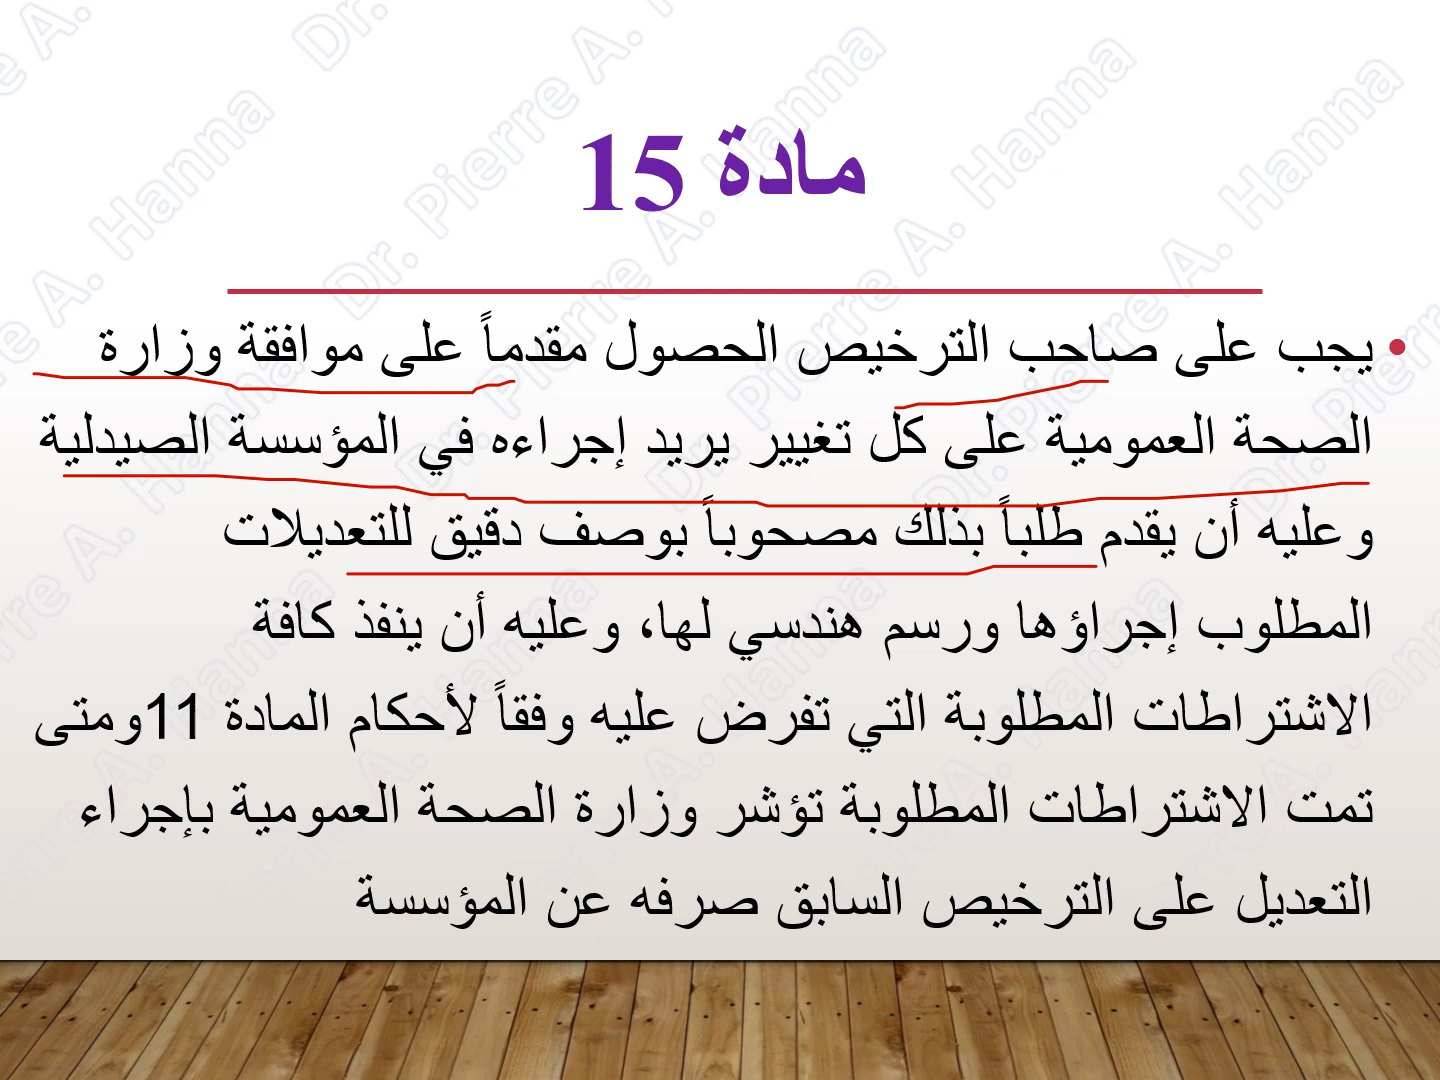 مادة 15
• يجب على صاحب الترخيص الحصول مقدماً على موافقة وزارة
الصحة العمومية على كل تغيير يريد إجراءه في المؤسسة الصيدلية
وعليه أن يقدم طلباً بذلك مصحوباً بوصف دقيق للتعديلات
المطلوب إجراؤها ورسم هندسي لها، وعليه أن ينفذ كافة
الاشتراطات المطلوبة التي تفرض عليه وفقاً لأحكام المادة 11ومتى
تمت الاشتراطات المطلوبة تؤشر وزارة الصحة العمومية بإجراء
التعديل على الترخيص السابق صرفه عن المؤسسة
Dr. Pierre A. Hanna